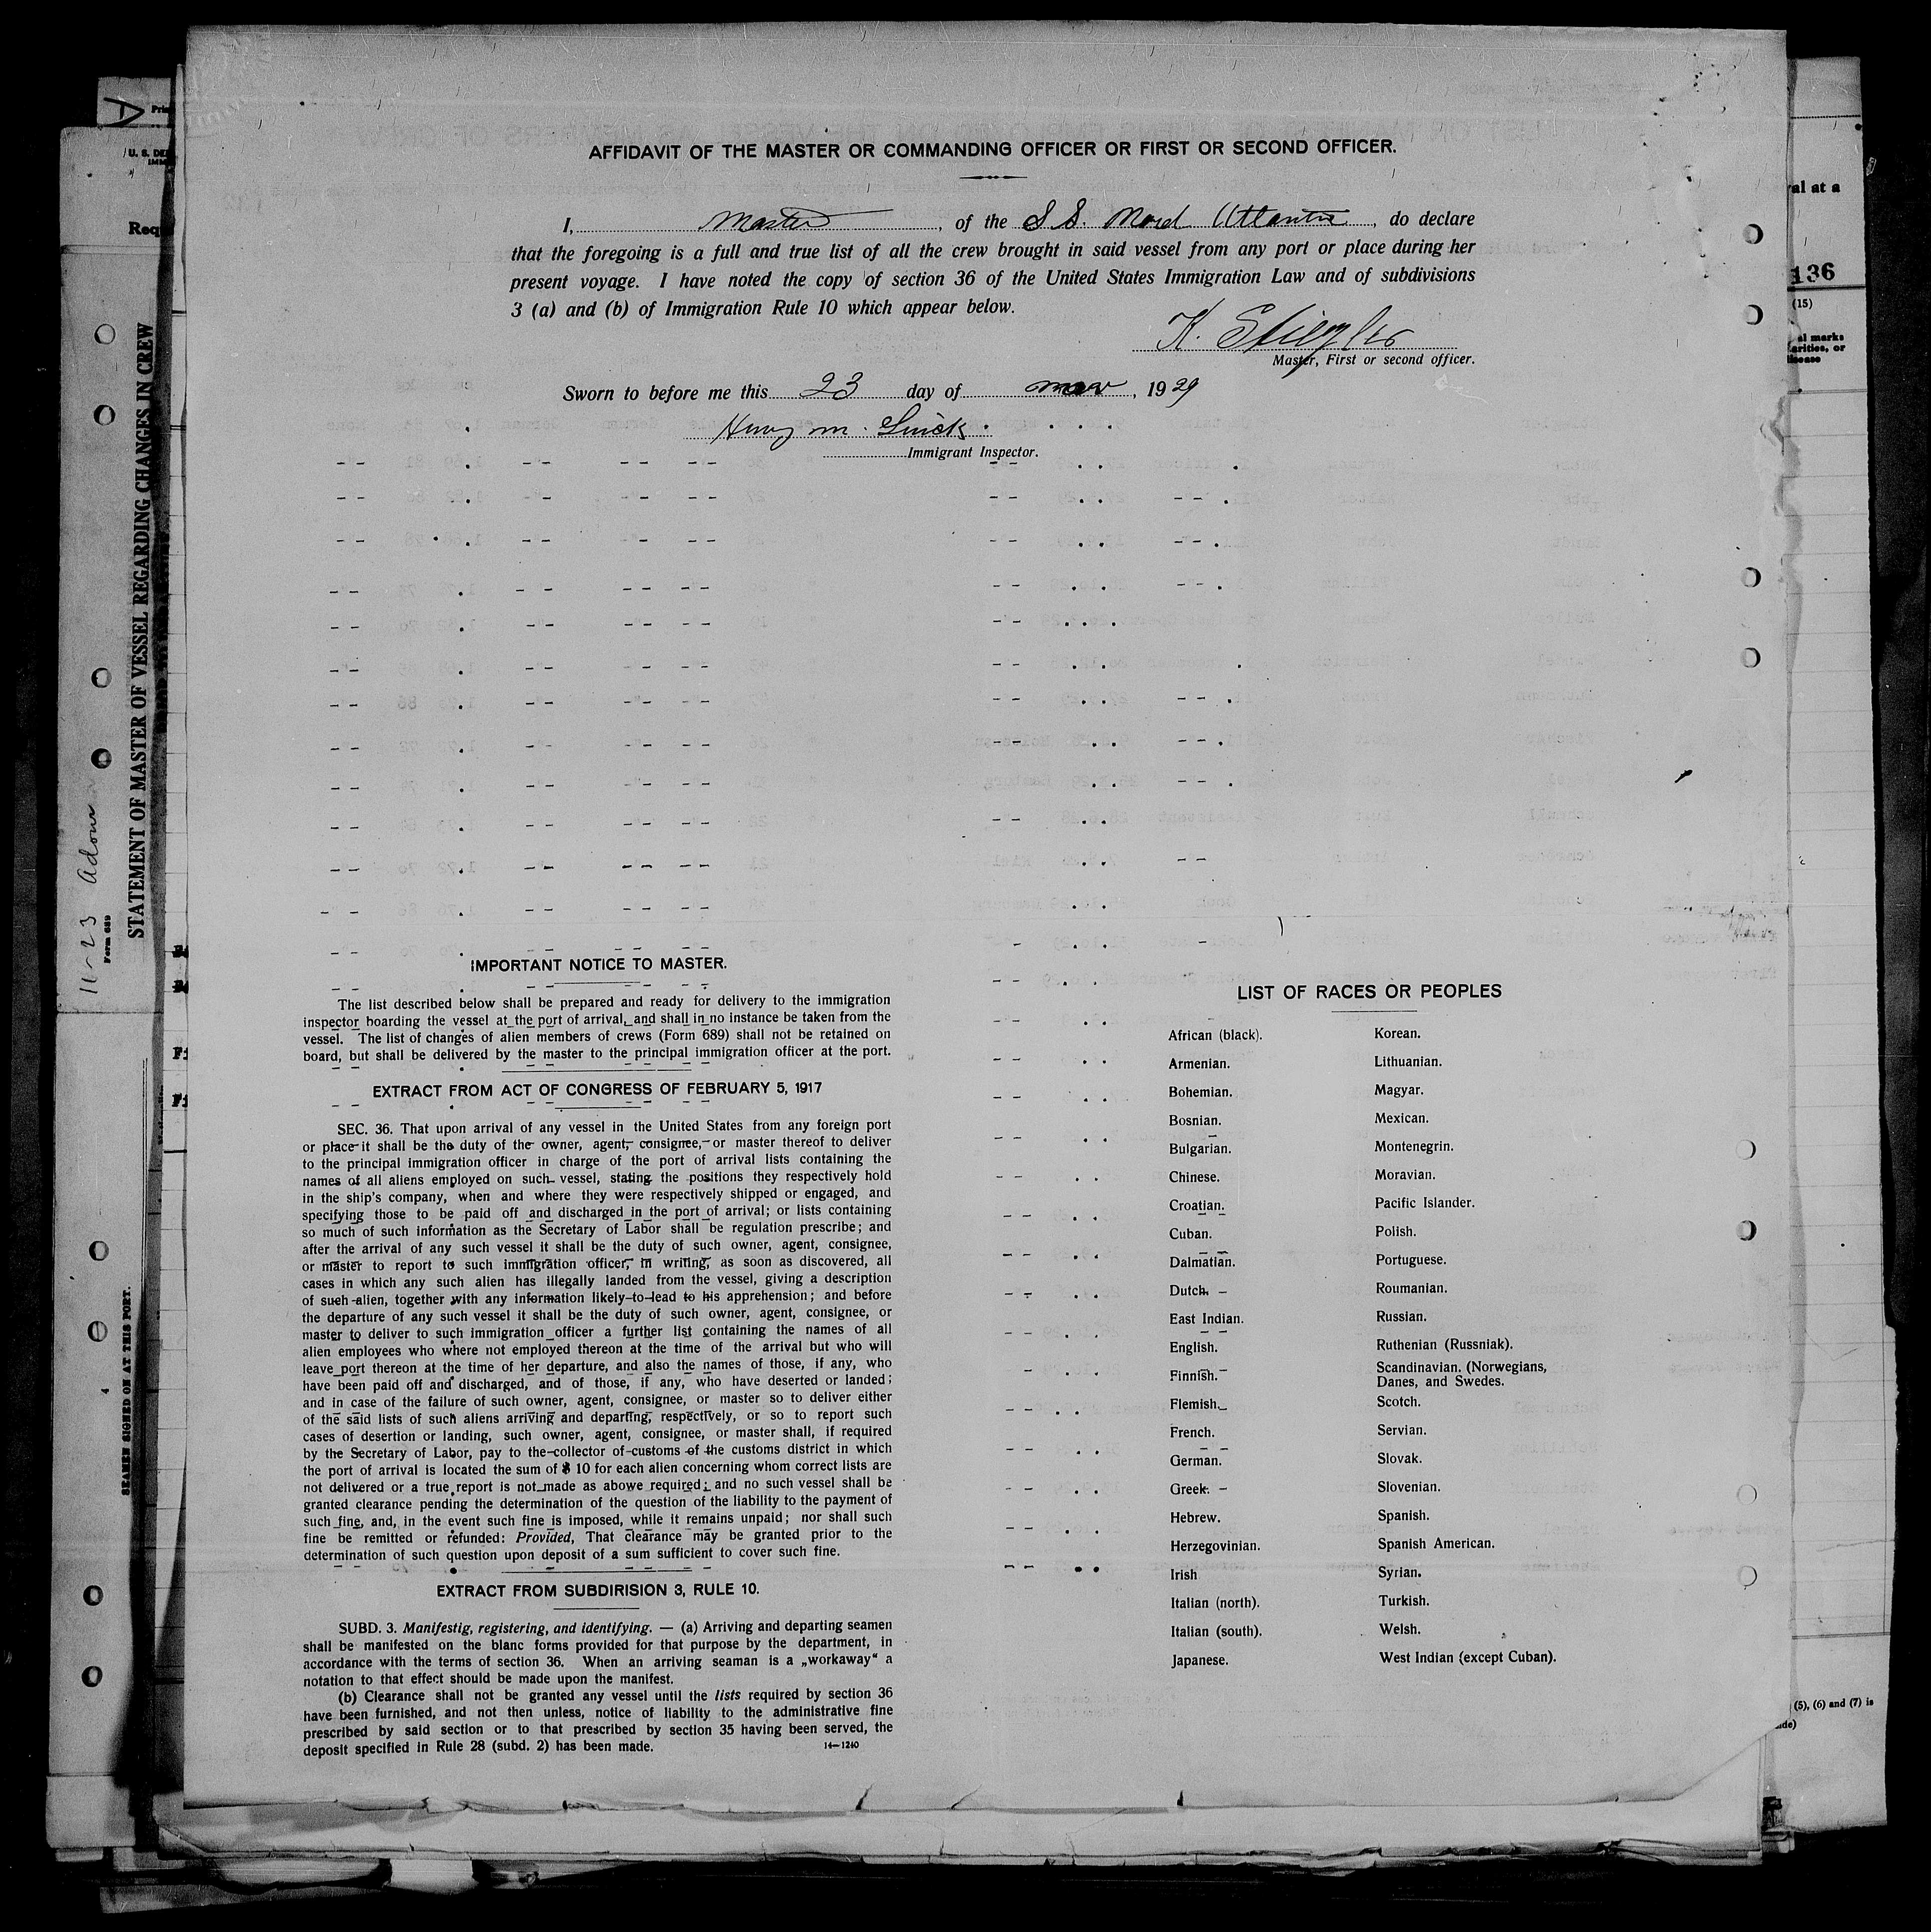 AFFIDAVIT OF THE MASTER OR COMMANDING OFFICER OR FIRST OR SECOND OFFICER.
I, Master, of the S S. Nord Atlantic, do declare
that the foregoing is a full and true list of all the crew brought in said vessel from any port or place during her
present voyage. I have noted the copy of section 36 of the United States Immigration Law and of subdivisions
3 (a) and (b) of Immigration Rule 10 which appear below.
K.
Master, First or second officer.
Sworn to before me this 23 day of Nov, 1929
Henry M.
Immigrant Inspector.
IMPORTANT NOTICE TO MASTER.
The list described below shall be prepared and ready for delivery to the immigration
inspector boarding the vessel at the port of arrival, and shall in no instance be taken from the
vessel. The list of changes of alien members of crews (Form 689) shall not be retained on
board, but shall be delivered by the master to the principal immigration officer at the port.
EXTRACT FROM ACT OF CONGRESS OF FEBRUARY 5, 1917
SEC. 36. That upon arrival of any vessel in the United States from any foreign port
or place it shall be the duty of the owner, agent, consignee, or master thereof to deliver
to the principal immigration officer in charge of the port of arrival lists containing the
names of all aliens employed on such vessel, stating the positions they respectively hold
in the ship's company, when and where they were respectively shipped or engaged, and
specifying those to be paid off and discharged in the port of arrival; or lists containing
so much of such information as the Secretary of Labor shall be regulation prescribe; and
after the arrival of any such vessel it shall be the duty of such owner, agent, consignee,
or master to report to such immigration officer, in writing, as soon as discovered, all
cases in which any such alien has illegally landed from the vessel, giving a description
of such alien, together with any information likely to lead to his apprehension; and before
the departure of any such vessel it shall be the duty of such owner, agent, consignee, or
master to deliver to such immigration officer a further list containing the names of all
alien employees who where not employed thereon at the time of the arrival but who will
leave port thereon at the time of her departure, and also the names of those, if any, who
have been paid off and discharged, and of those, if any, who have deserted or landed;
and in case of the failure of such owner, agent, consignee, or master so to deliver either
of the said lists of such aliens arriving and departing, respectively, or so to report such
cases of desertion or landing, such owner, agent, consignee, or master shall, if required
by the Secretary of Labor, pay to the collector of customs of the customs district in which
the port of arrival is located the sum of $ 10 for each alien concerning whom correct lists are
not delivered or a true report is not made as abowe required; and no such vessel shall be
granted clearance pending the determination of the question of the liability to the payment of
such fine, and, in the event such fine is imposed, while it remains unpaid; nor shall such
fine be remitted or refunded: Provided, That clearance may be granted prior to the
determination of such question upon deposit of a sum sufficient to cover such fine.
EXTRACT FROM SUBDIRISION 3, RULE 10.
SUBD. 3. Manifestig, registering, and identifying. — (a) Arriving and departing seamen
shall be manifested on the blanc forms provided for that purpose by the department, in
accordance with the terms of section 36. When an arriving seaman is a „workaway“ a
notation to that effect should be made upon the manifest.
(b) Clearance shall not be granted any vessel until the lists required by section 36
have been furnished, and not then unless, notice of liability to the administrative fine
prescribed by said section or to that prescribed by section 35 having been served, the
deposit specified in Rule 28 (subd. 2) has been made.
14—1240
LIST OF RACES OR PEOPLES
African (black). Korean.
Armenian. Lithuanian.
Bohemian. Magyar.
Bosnian. Mexican.
Bulgarian. Montenegrin.
Chinese. Moravian.
Croatian. Pacific Islander.
Cuban. Polish.
Dalmatian. Portuguese.
Dutch Roumanian.
East Indian. Russian.
English. Ruthenian (Russniak).
Finnish. Scandinavian. (Norwegians,
Danes, and Swedes.
Flemish. Scotch.
French. Servian.
German. Slovak.
Greek. Slovenian.
Hebrew. Spanish.
Herzegovinian. Spanish American.
Irish Syrian.
Italian (north). Turkish.
Italian (south). Welsh.
Japanese. West Indian (except Cuban).
STATEMENT OF MASTER OF VESSEL REGARDING CHANGES IN CREW
Form 689
11-23 Adour
SEAMEN SIGNED ON AT THIS PORT.
4
U. S. DE
IMM
Req
al at a
136
(15)
al marks
arities, or
disease
(5), (6) and (7) is